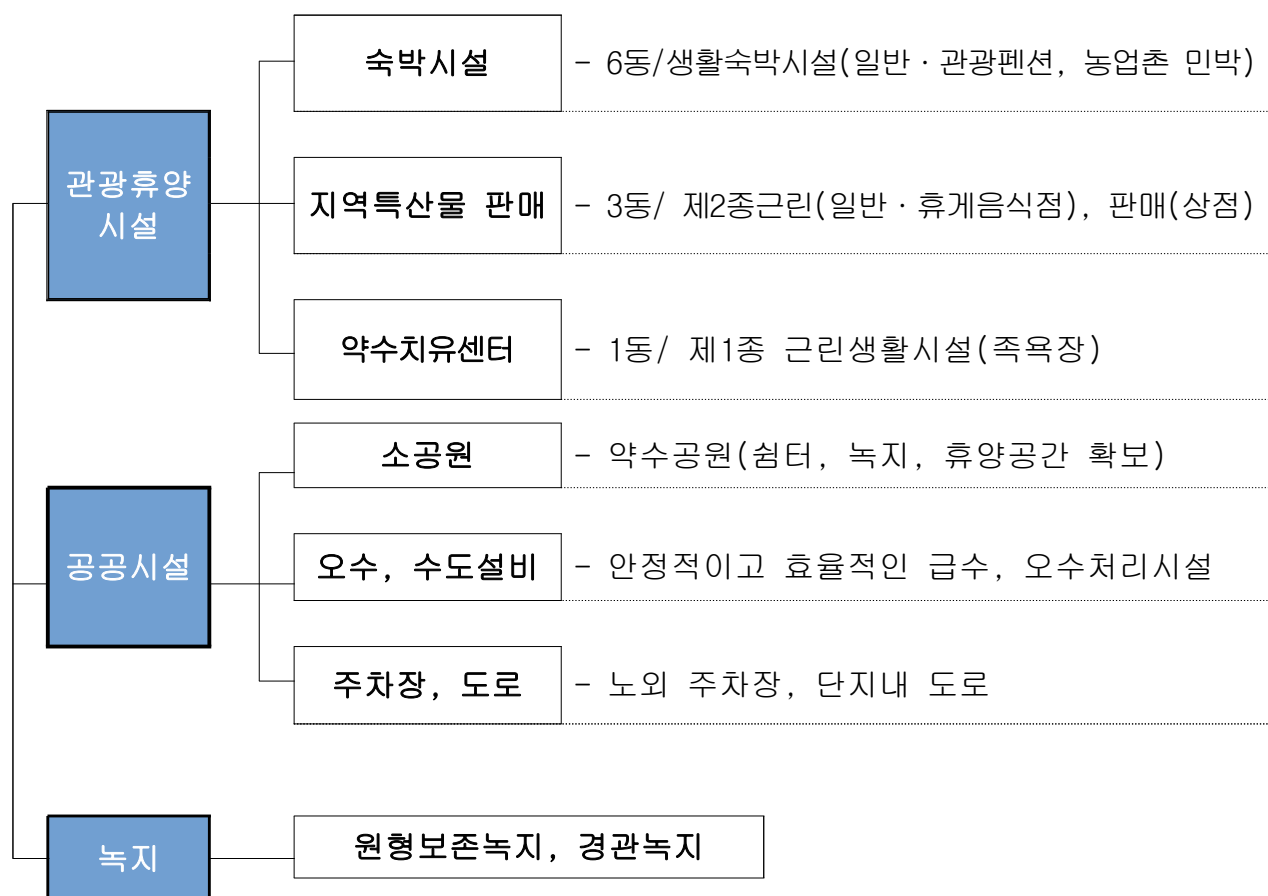 숙박시설 - 6동/생활숙박시설(일반·관광펜션, 농업촌 민박)
관광휴양
시설
지역특산물 판매 - 3동/ 제2종근린(일반·휴게음식점), 판매(상점)
약수치유센터 - 1동/ 제1종 근린생활시설(족욕장)
소공원 - 약수공원(쉼터, 녹지, 휴양공간 확보)
공공시설
오수, 수도설비 - 안정적이고 효율적인 급수, 오수처리시설
주차장, 도로 - 노외 주차장, 단지내 도로
녹지
원형보존녹지, 경관녹지